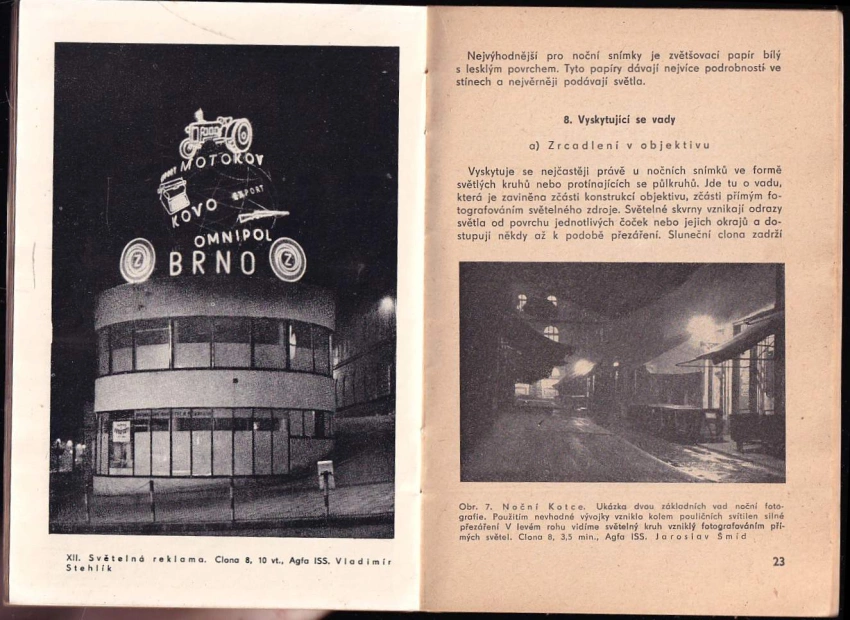 MOTOKOV
KOVO
EXPORT
OMNIPOL
Z
BRNO
Z
XII. Světelná reklama. Clona 8, 10 vt., Agfa ISS. Vladimír
Stehlík
Nejvýhodnější pro noční snímky je zvětšovací papír bílý
s lesklým povrchem. Tyto papíry dávají nejvíce podrobností ve
stínech a nejvěrněji podávají světla.
8. Vyskytující se vady
a) Zrcadlení v objektivu
Vyskytuje se nejčastěji právě u nočních snímků ve formě
světlých kruhů nebo protínajících se půlkruhů. Jde tu o vadu,
která je zaviněna zčásti konstrukcí objektivu, zčásti přímým fo-
tografováním světelného zdroje. Světelné skvrny vznikají odrazy
světla od povrchu jednotlivých čoček nebo jejich okrajů a do-
stupují někdy až k podobě přezáření. Sluneční clona zadrží
Obr. 7. Noční Kotce. Ukázka dvou základních vad noční foto-
grafie. Použitím nevhodné vývojky vzniklo kolem pouličních svítilen silné
přezáření V levém rohu vidíme světelný kruh vzniklý fotografováním pří-
mých světel. Clona 8, 3,5 min., Agfa ISS. Jaroslav Šmíd
23